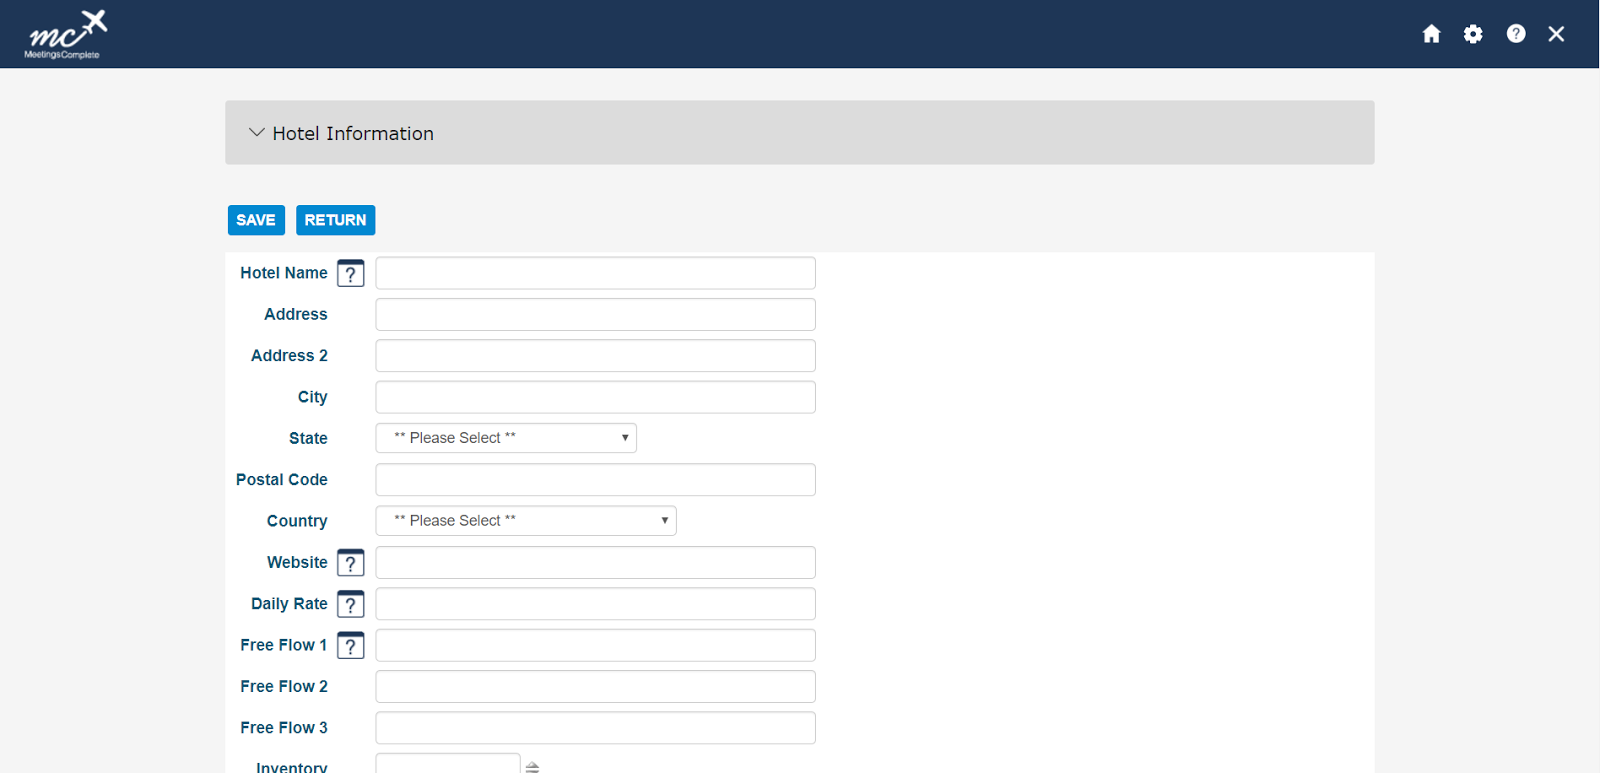 mc
MeetingsComplete
Hotel Information
SAVE RETURN
Hotel Name ?
Address
Address 2
City
State ** Please Select **
Postal Code
Country ** Please Select **
Website ?
Daily Rate ?
Free Flow 1 ?
Free Flow 2
Free Flow 3
Inventory